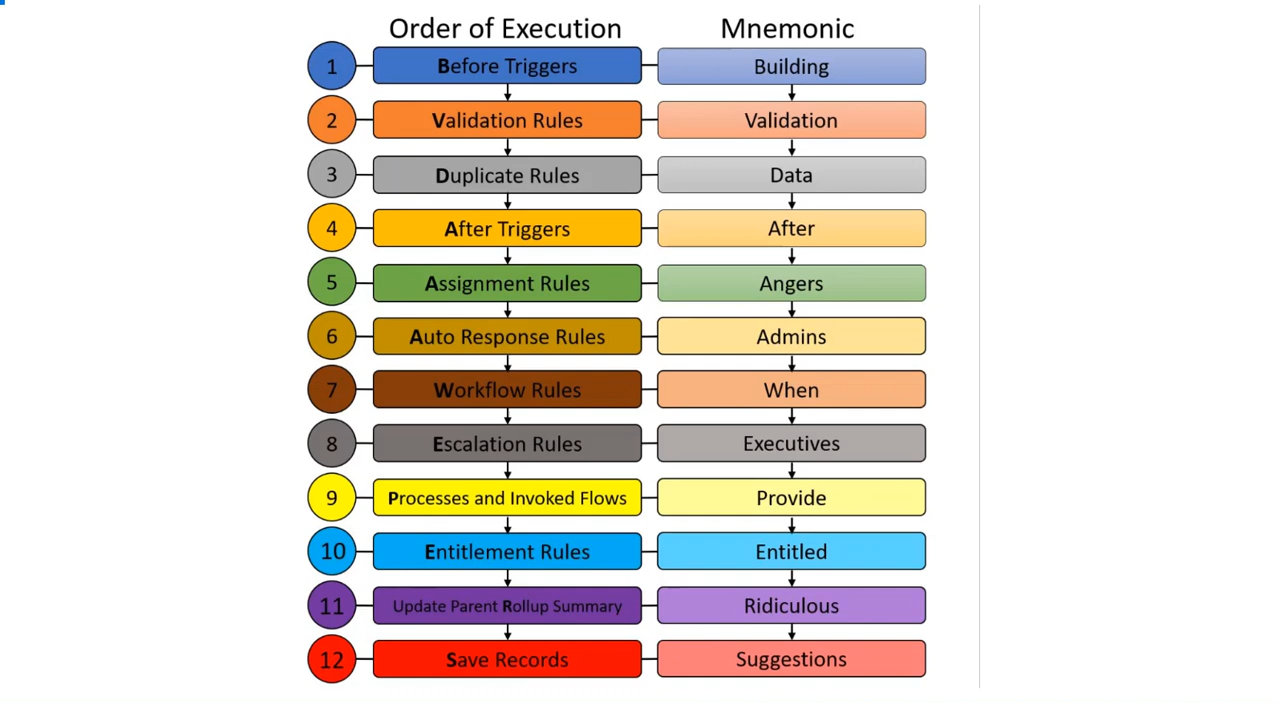 Order of Execution Mnemonic
1 Before Triggers Building
2 Validation Rules Validation
3 Duplicate Rules Data
4 After Triggers After
5 Assignment Rules Angers
6 Auto Response Rules Admins
7 Workflow Rules When
8 Escalation Rules Executives
9 Processes and Invoked Flows Provide
10 Entitlement Rules Entitled
11 Update Parent Rollup Summary Ridiculous
12 Save Records Suggestions